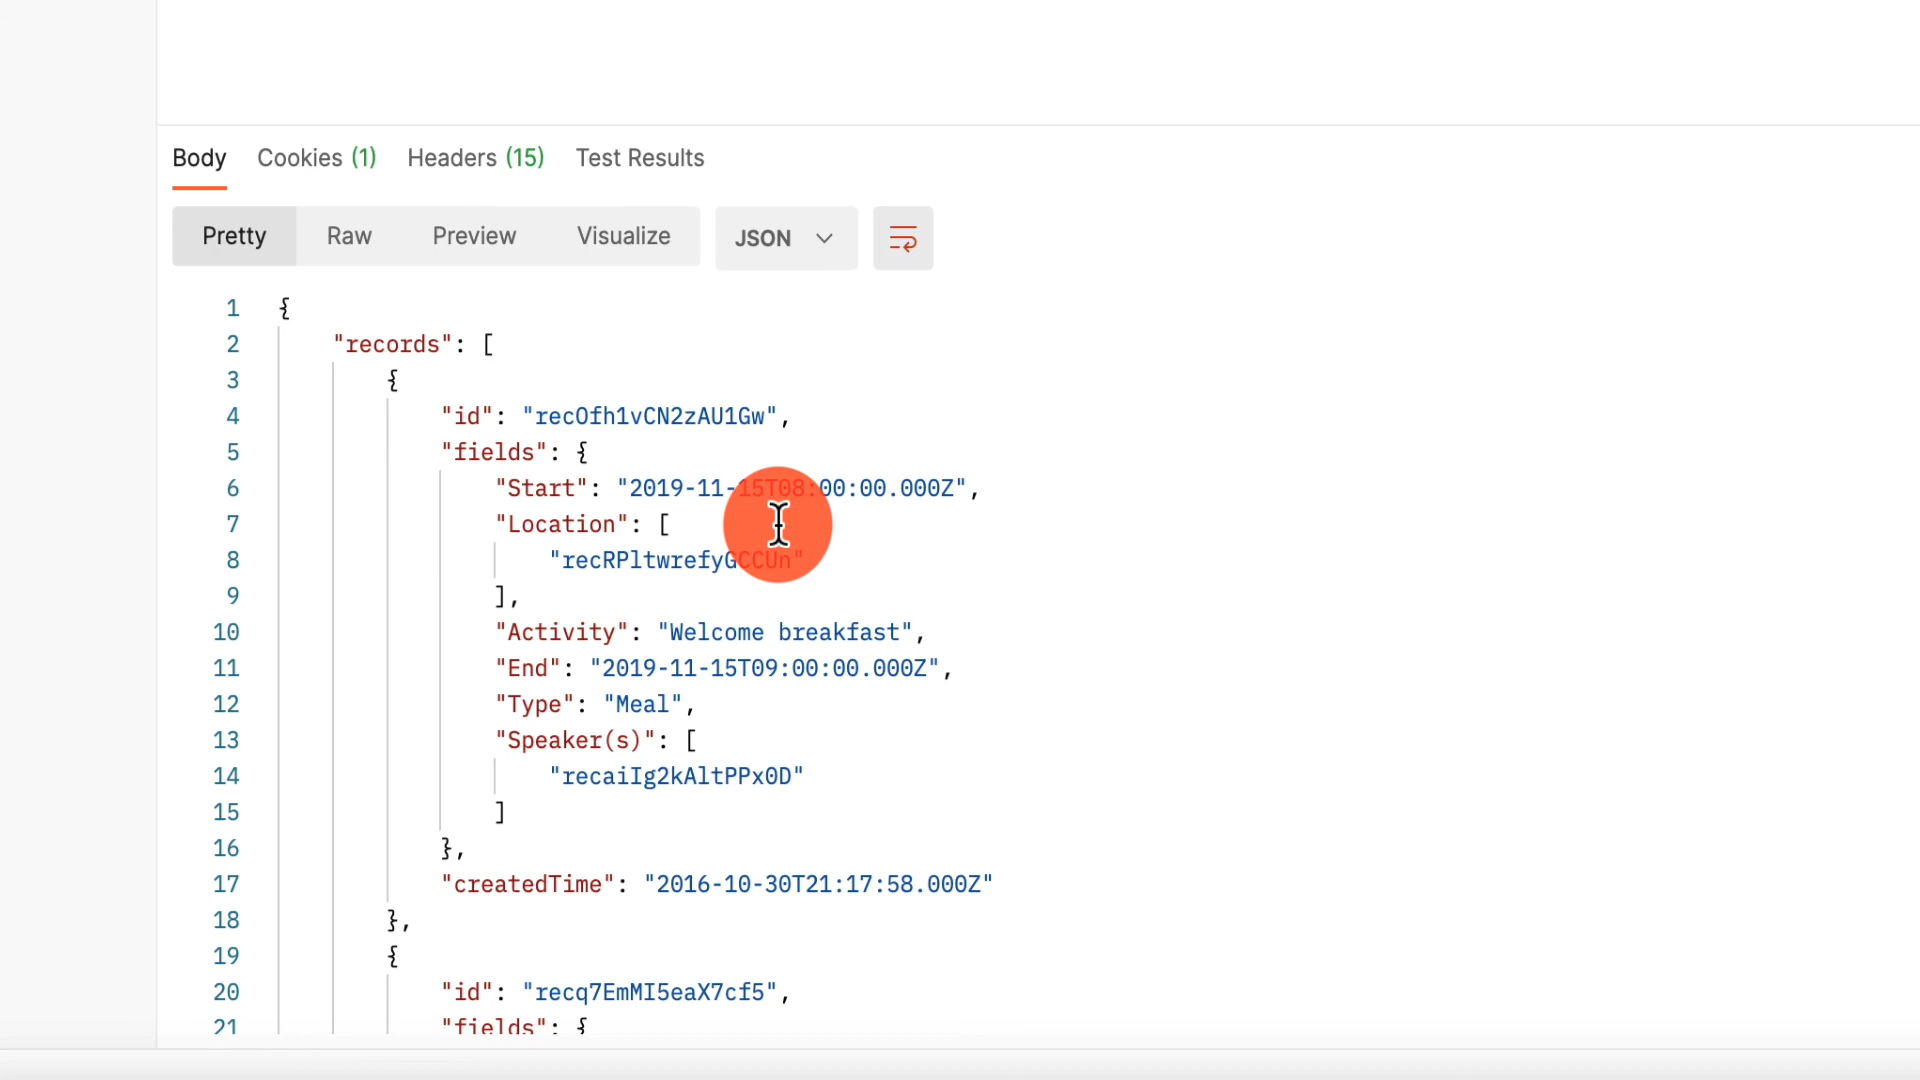 Body Cookies (1) Headers (15) Test Results
Pretty Raw Preview Visualize JSON
1 {
2 "records": [
3 {
4 "id": "recOfh1vCN2zAU1Gw",
5 "fields": {
6 "Start": "2019-11-15T08:00:00.000Z",
7 "Location": [
8 "recRPltwrefyGCCUn"
9 ],
10 "Activity": "Welcome breakfast",
11 "End": "2019-11-15T09:00:00.000Z",
12 "Type": "Meal",
13 "Speaker(s)": [
14 "recaiIg2kAltPPx0D"
15 ]
16 },
17 "createdTime": "2016-10-30T21:17:58.000Z"
18 },
19 {
20 "id": "recq7EmMI5eaX7cf5",
21 "fields": {